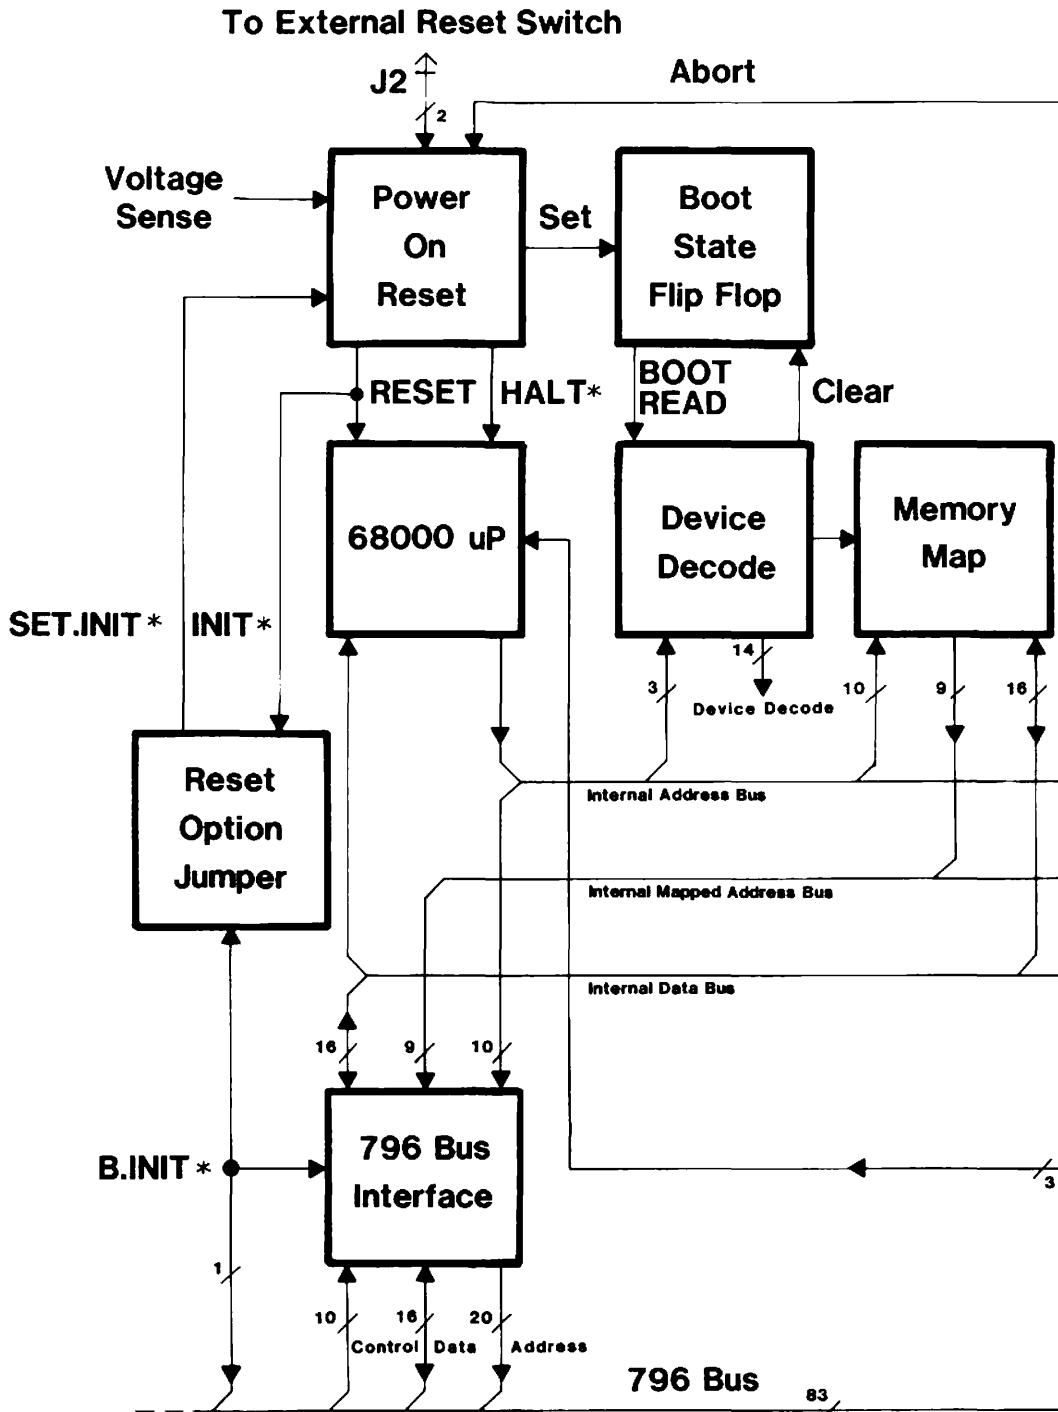 To External Reset Switch
J2
2
Abort
Voltage
Sense
Power
On
Reset
Set
Boot
State
Flip Flop
RESET
HALT*
BOOT
READ
Clear
68000 uP
Device
Decode
Memory
Map
SET.INIT*
INIT*
3
14
Device Decode
10
9
16
Internal Address Bus
Reset
Option
Jumper
Internal Mapped Address Bus
Internal Data Bus
16
9
10
B.INIT*
796 Bus
Interface
3
1
10
16
20
Control
Data
Address
796 Bus
83